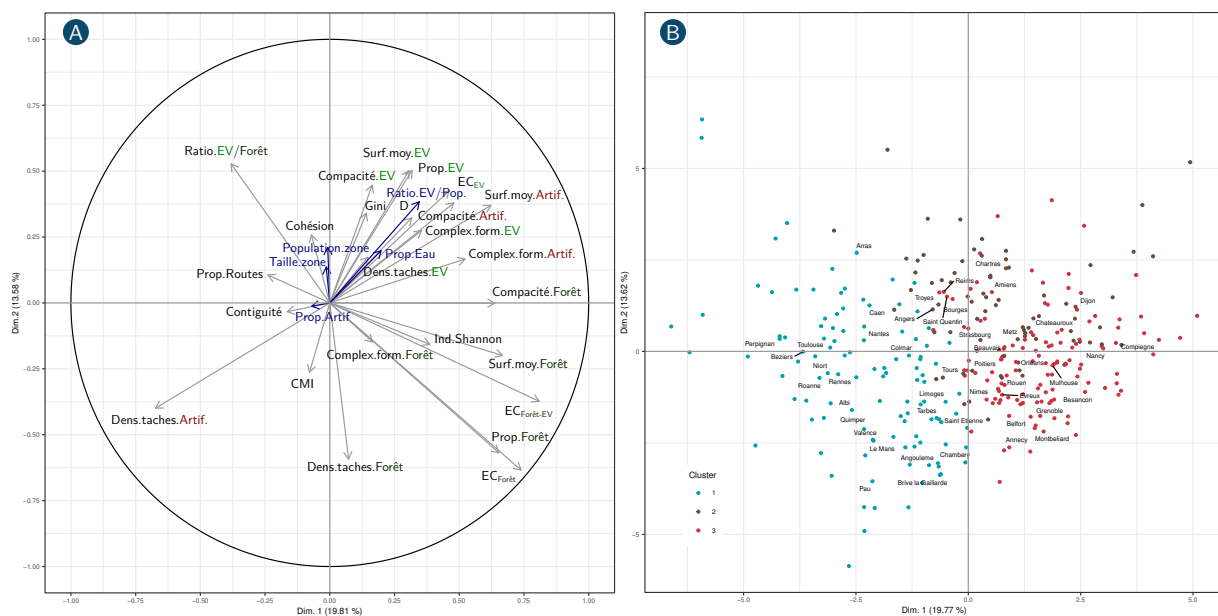 A
1.00
0.75
0.50
0.25
0.00
−0.25
−0.50
−0.75
−1.00
Dim.2 (13.58 %)
Ratio.EV/Forêt
Surf.moy.EV
Prop.EV
Compacité.EV
EC EV
Ratio.EV/Pop.
Surf.moy.Artif.
Gini
D
Compacité.Artif.
Cohésion
Complex.form.EV
Population.zone
Prop.Eau
Complex.form.Artif.
Taille.zone
Prop.Routes
Dens.taches.EV
Compacité.Forêt
Contiguité
Prop.Artif
Ind.Shannon
Complex.form.Forêt
Surf.moy.Forêt
CMI
EC Forêt-EV
Dens.taches.Artif.
Prop.Forêt
Dens.taches.Forêt
EC Forêt
−1.00 −0.75 −0.50 −0.25 0.00 0.25 0.50 0.75 1.00
Dim. 1 (19.81 %)
B
5
0
−5
Dim.2 (13.62 %)
Arras
Chartres
Reims
Amiens
Troyes
Dijon
Caen
Bourges
Angers
Saint Quentin
Chateauroux
Nantes
Strasbourg
Metz
Perpignan
Toulouse
Colmar
Beauvais
Compiegne
Beziers
Nancy
Niort
Poitiers
Orléans
Tours
Roanne
Rennes
Rouen
Mulhouse
Limoges
Nimes
Evreux
Besancon
Albi
Tarbes
Grenoble
Quimper
Saint Etienne
Belfort
Valence
Annecy
Montbeliard
Le Mans
Angouleme
Chambery
Pau
Brive la Gaillarde
Cluster
1
2
3
−5.0 −2.5 0.0 2.5 5.0
Dim. 1 (19.77 %)